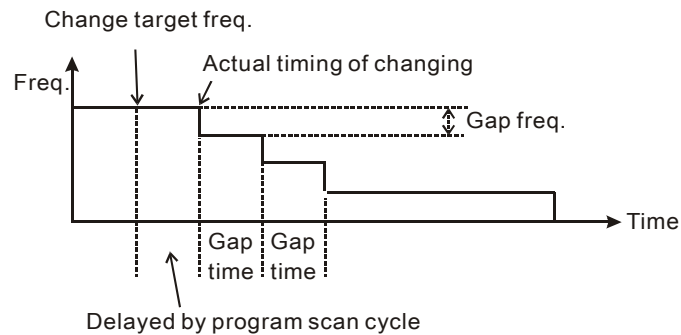 Change target freq.
Actual timing of changing
Freq.
Gap freq.
Time
Gap
time
Gap
time
Delayed by program scan cycle